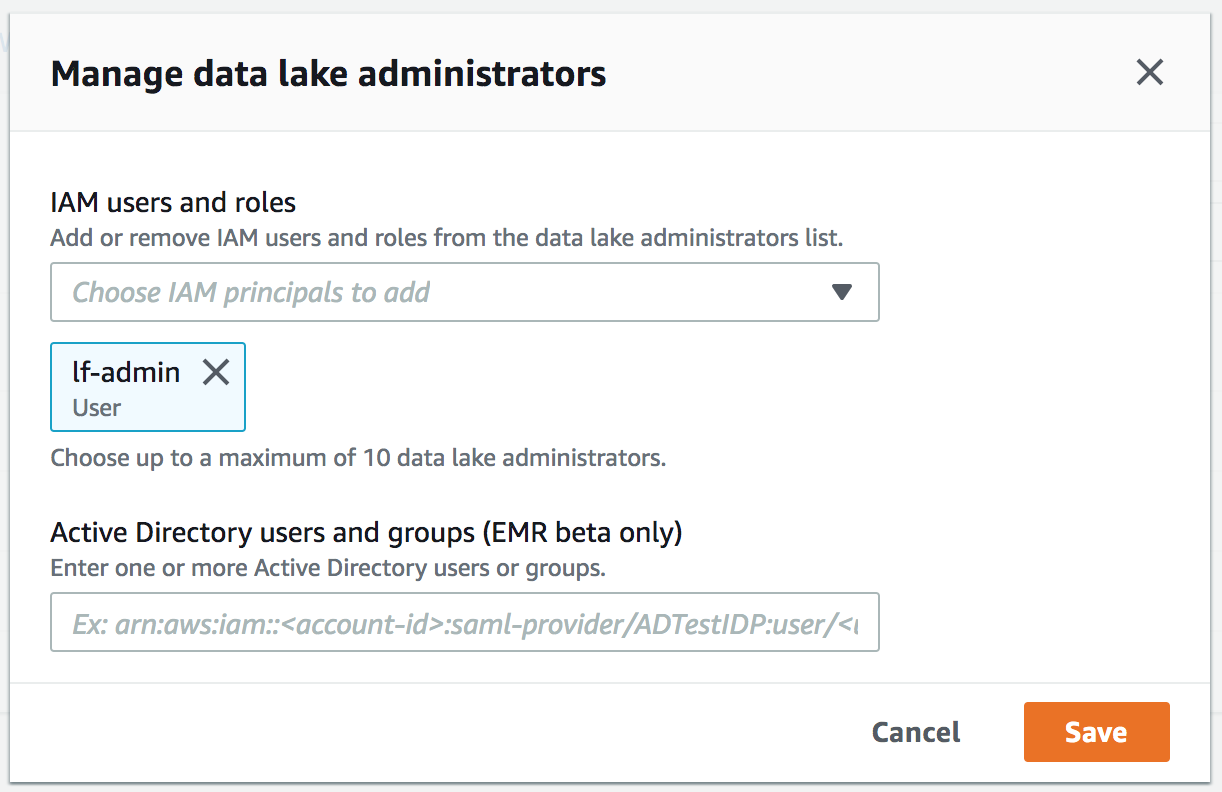 Manage data lake administrators
IAM users and roles
Add or remove IAM users and roles from the data lake administrators list.
Choose IAM principals to add
lf-admin
User
Choose up to a maximum of 10 data lake administrators.
Active Directory users and groups (EMR beta only)
Enter one or more Active Directory users or groups.
Ex: arn:aws:iam::<account-id>:saml-provider/ADTestIDP:user/<
Cancel Save